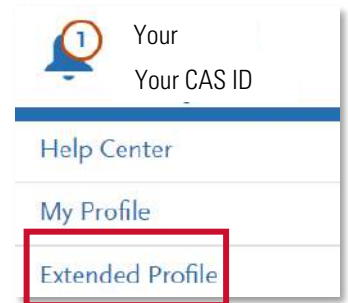 1
Your
Your CAS ID
Help Center
My Profile
Extended Profile